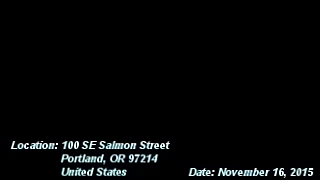 Location: 100 SE Salmon Street
Portland, OR 97214
United States
Date: November 16, 2015